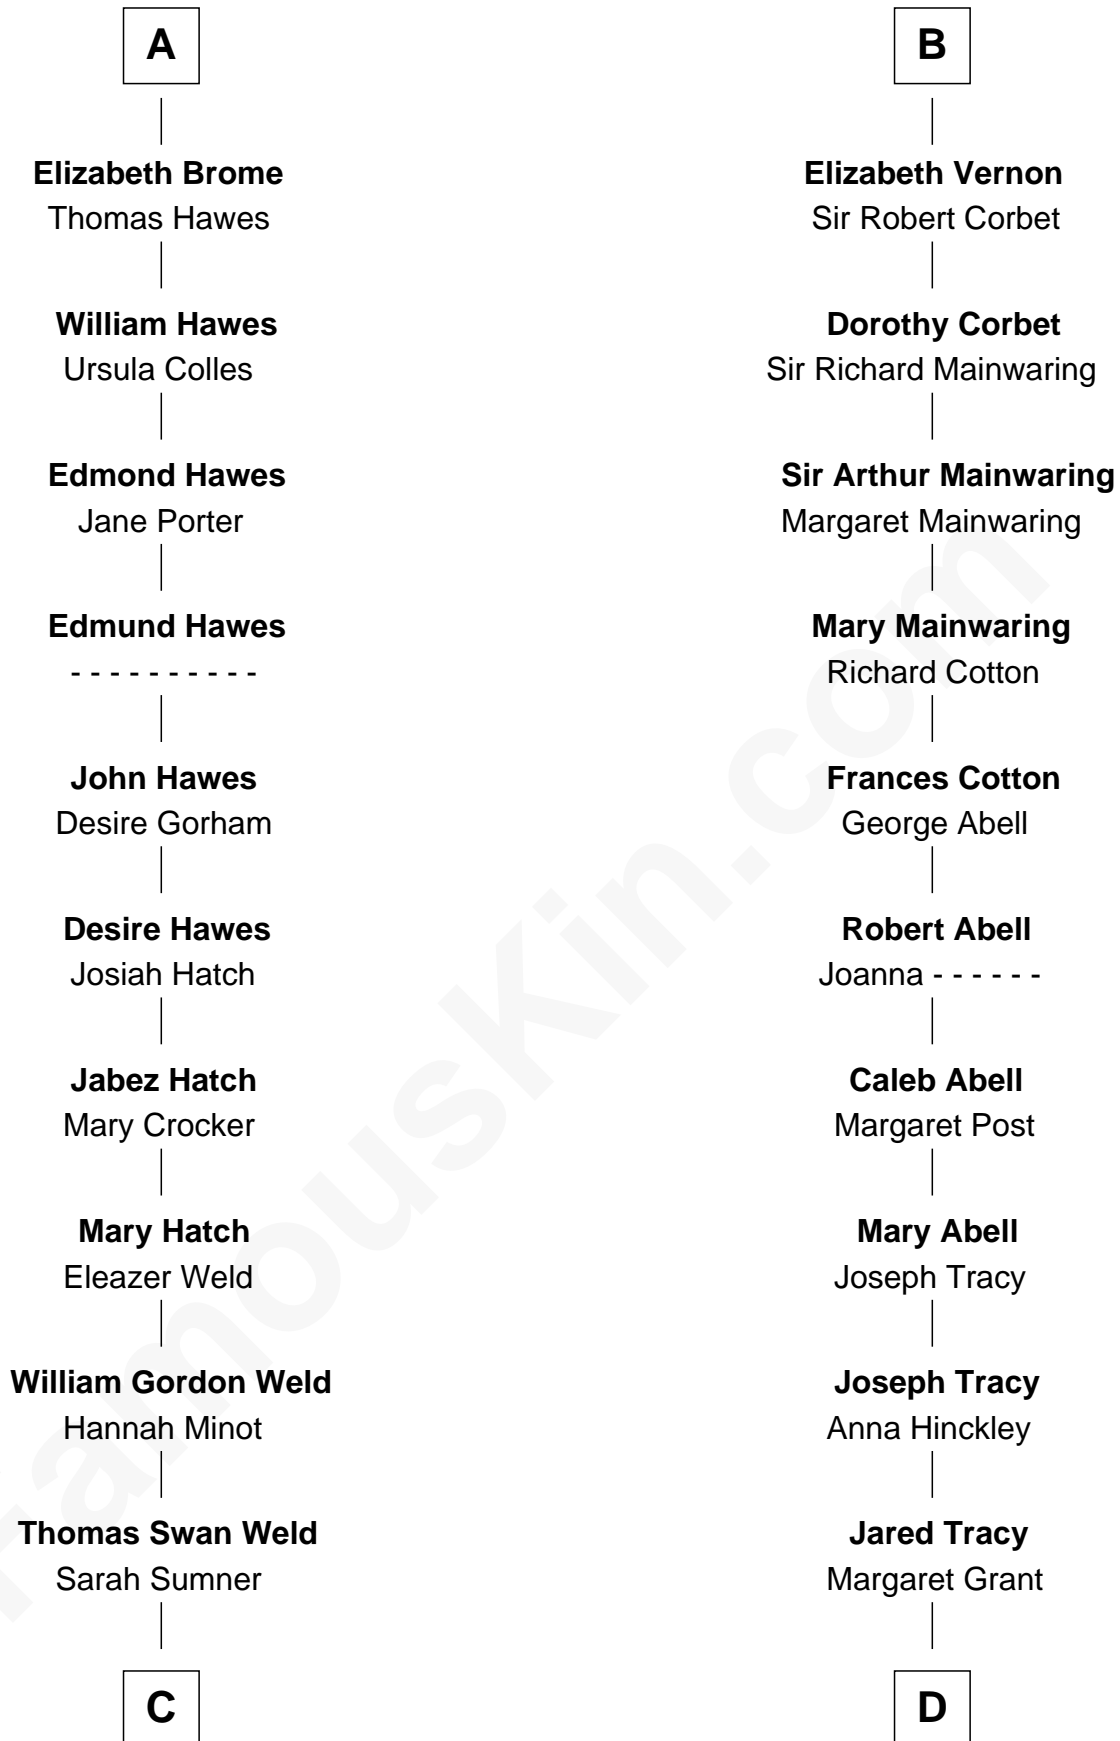 A
Elizabeth Brome
Thomas Hawes
William Hawes
Ursula Colles
Edmond Hawes
Jane Porter
Edmund Hawes
- - - - - - - - - -
John Hawes
Desire Gorham
Desire Hawes
Josiah Hatch
Jabez Hatch
Mary Crocker
Mary Hatch
Eleazer Weld
William Gordon Weld
Hannah Minot
Thomas Swan Weld
Sarah Sumner
C
B
Elizabeth Vernon
Sir Robert Corbet
Dorothy Corbet
Sir Richard Mainwaring
Sir Arthur Mainwaring
Margaret Mainwaring
Mary Mainwaring
Richard Cotton
Frances Cotton
George Abell
Robert Abell
Joanna - - - - - -
Caleb Abell
Margaret Post
Mary Abell
Joseph Tracy
Joseph Tracy
Anna Hinckley
Jared Tracy
Margaret Grant
D
FamousKin.com